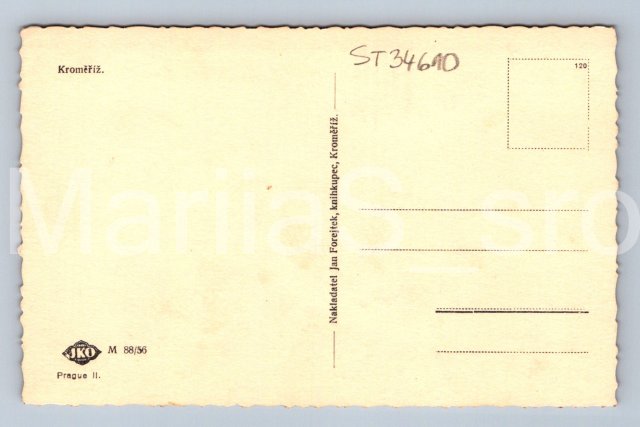 ST34610
Kroměříž.
120
Nakladatel Jan Forejtek, knihkupec, Kroměříž.
MariiaS_sro
JKO
M 88/56
Prague II.